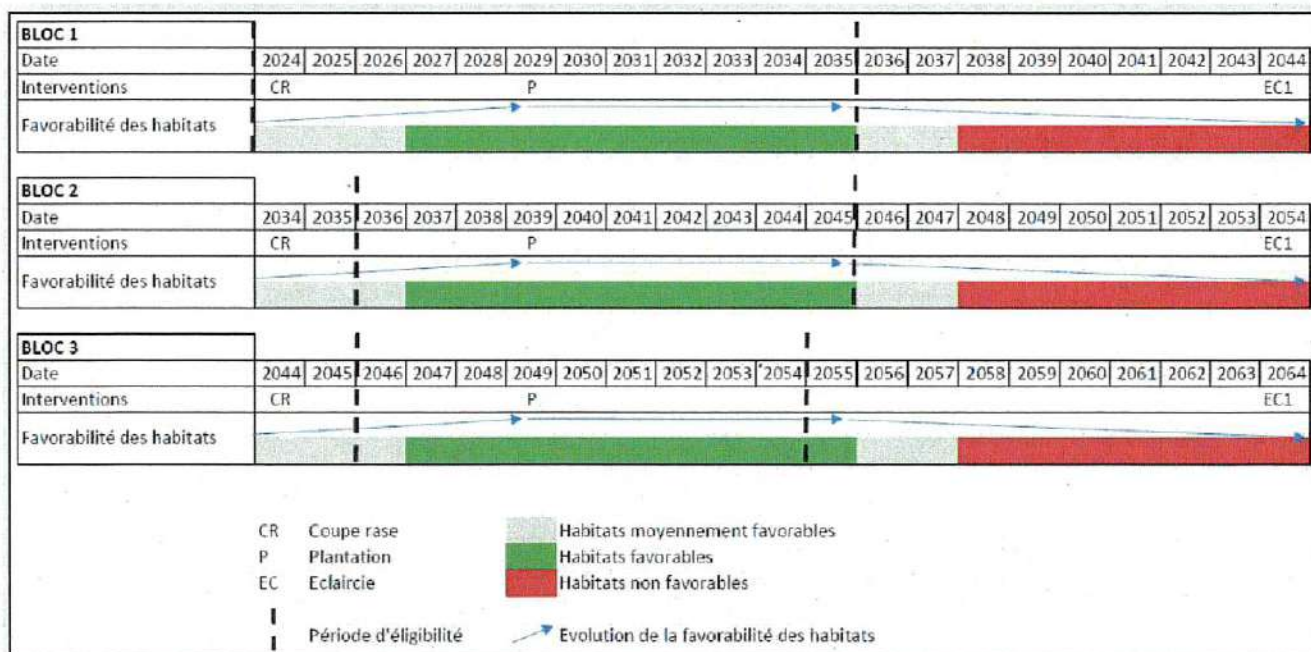 BLOC 1
Date 2024 2025 2026 2027 2028 2029 2030 2031 2032 2033 2034 2035 2036 2037 2038 2039 2040 2041 2042 2043 2044
Interventions CR P EC1
Favorabilité des habitats
BLOC 2
Date 2034 2035 2036 2037 2038 2039 2040 2041 2042 2043 2044 2045 2046 2047 2048 2049 2050 2051 2052 2053 2054
Interventions CR P EC1
Favorabilité des habitats
BLOC 3
Date 2044 2045 2046 2047 2048 2049 2050 2051 2052 2053 2054 2055 2056 2057 2058 2059 2060 2061 2062 2063 2064
Interventions CR P EC1
Favorabilité des habitats
CR Coupe rase Habitats moyennement favorables
P Plantation Habitats favorables
EC Eclaircie Habitats non favorables
Période d'éligibilité Evolution de la favorabilité des habitats